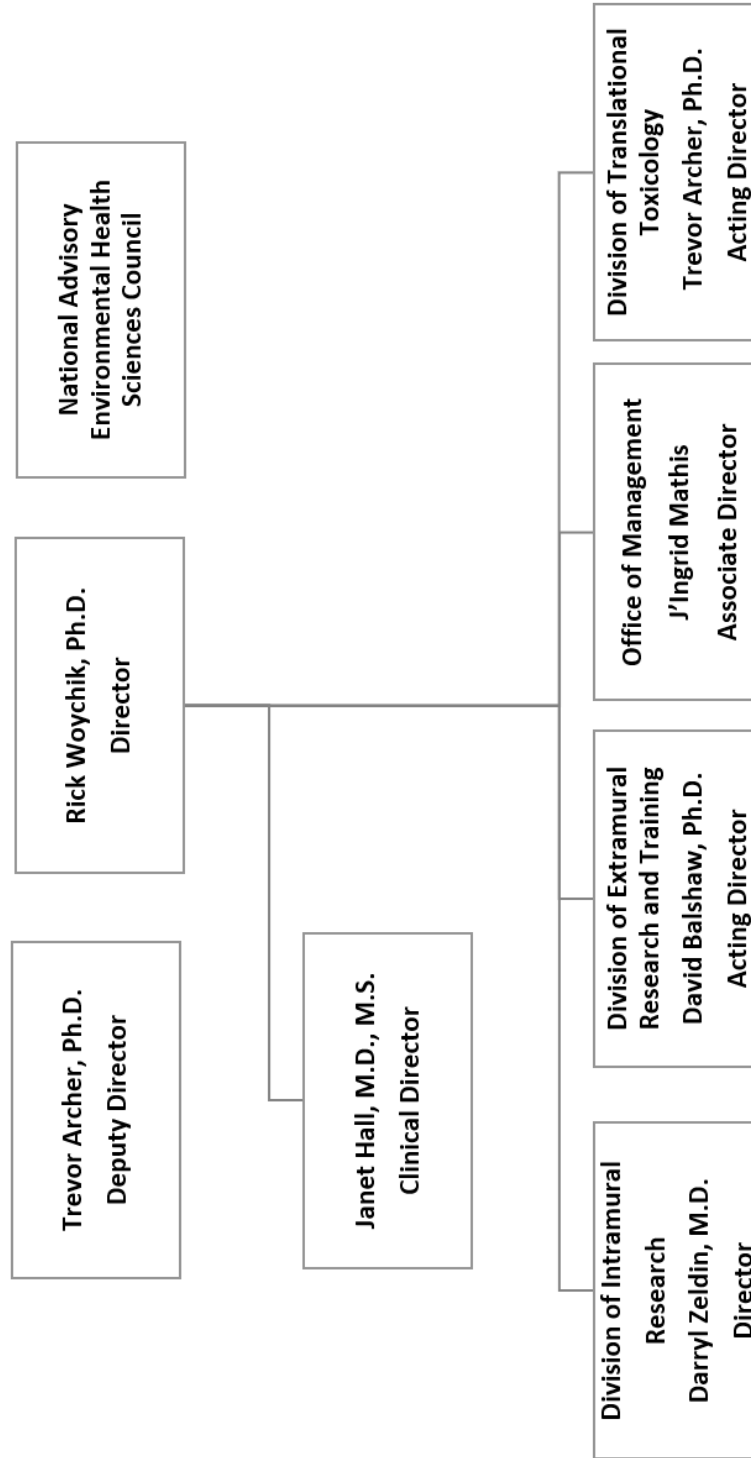 Trevor Archer, Ph.D.
Deputy Director
Rick Woychik, Ph.D.
Director
National Advisory
Environmental Health
Sciences Council
Janet Hall, M.D., M.S.
Clinical Director
Division of Intramural
Research
Darryl Zeldin, M.D.
Director
Division of Extramural
Research and Training
David Balshaw, Ph.D.
Acting Director
Office of Management
J’Ingrid Mathis
Associate Director
Division of Translational
Toxicology
Trevor Archer, Ph.D.
Acting Director